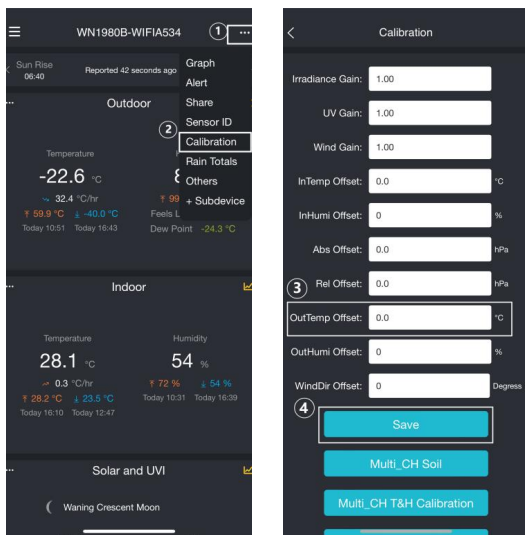 WN1980B-WIFIA534
①
...
Sun Rise
06:40
Reported 42 seconds ago
Graph
Alert
Share
Sensor ID
②
Calibration
Rain Totals
Others
+ Subdevice
Outdoor
Temperature
-22.6 °C
32.4 °C/hr
59.9 °C -40.0 °C
Today 10:51 Today 16:43
Feels L
Dew Point -24.3 °C
Indoor
Temperature
28.1 °C
0.3 °C/hr
28.2 °C 23.5 °C
Today 16:10 Today 12:47
Humidity
54 %
72 % 54 %
Today 10:31 Today 16:39
Solar and UVI
Waning Crescent Moon
Calibration
Irradiance Gain: 1.00
UV Gain: 1.00
Wind Gain: 1.00
InTemp Offset: 0.0 °C
InHumi Offset: 0 %
Abs Offset: 0.0 hPa
③
Rel Offset: 0.0 hPa
OutTemp Offset: 0.0 °C
OutHumi Offset: 0 %
WindDir Offset: 0 Degress
④
Save
Multi_CH Soil
Multi_CH T&H Calibration